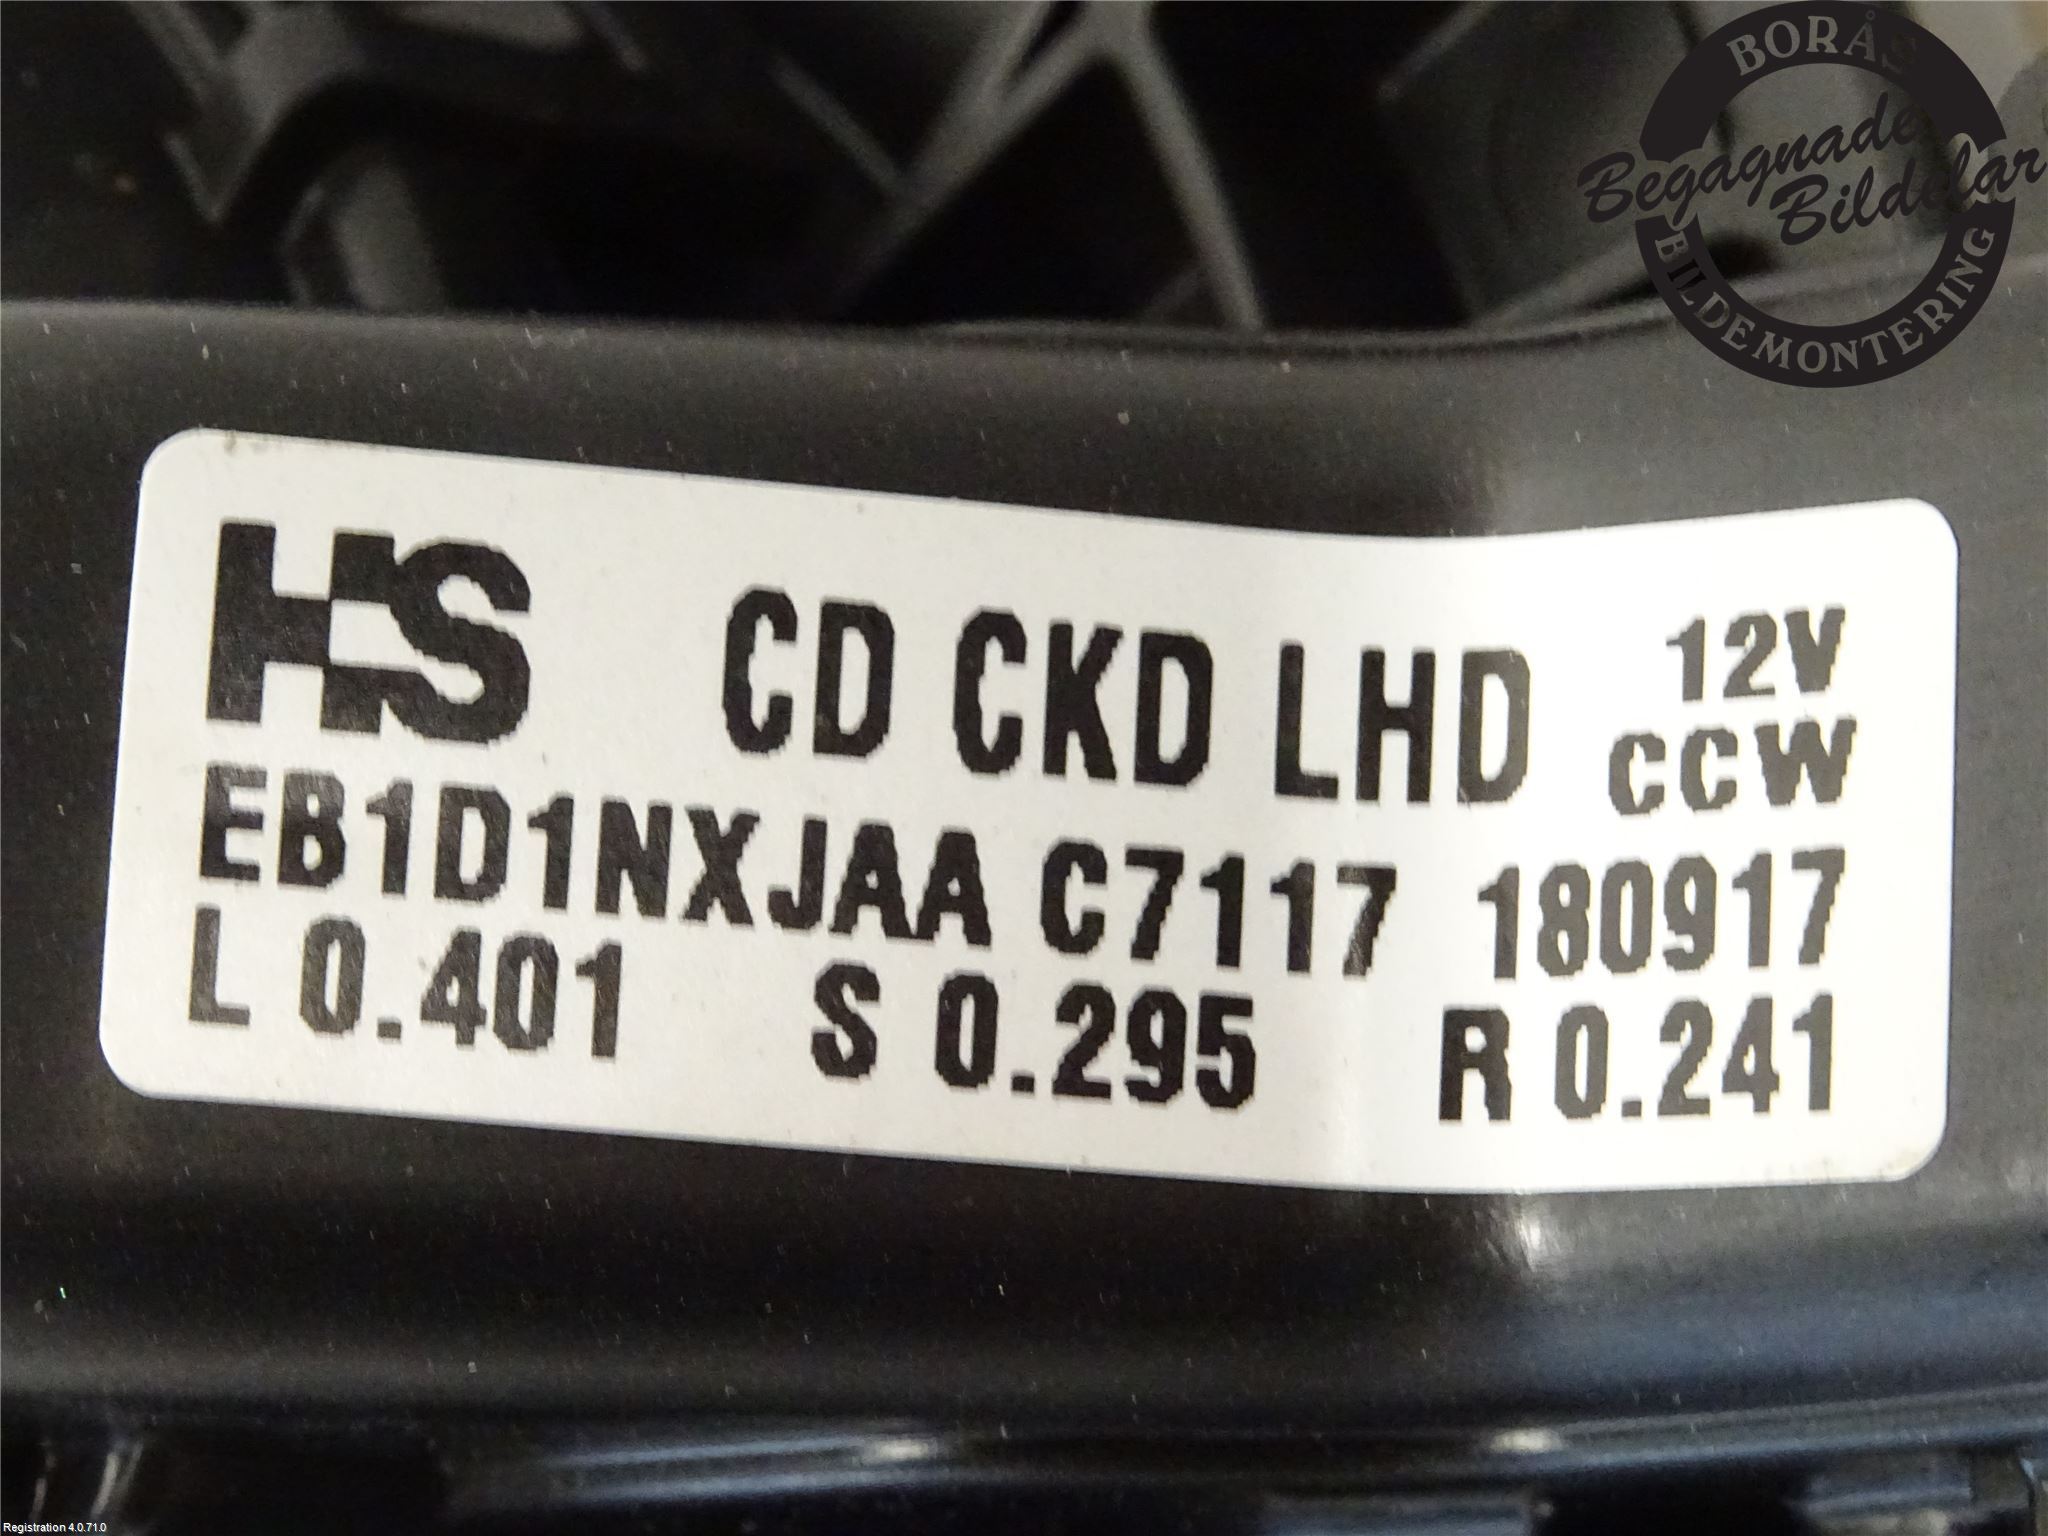 BORÅS
Begagnade
Bildelar
BILDEMONTERING
HS CD CKD LHD 12V
CCW
EB1D1NXJAA C7117 180917
L 0.401 S 0.295 R 0.241
Registration 4.0.71.0